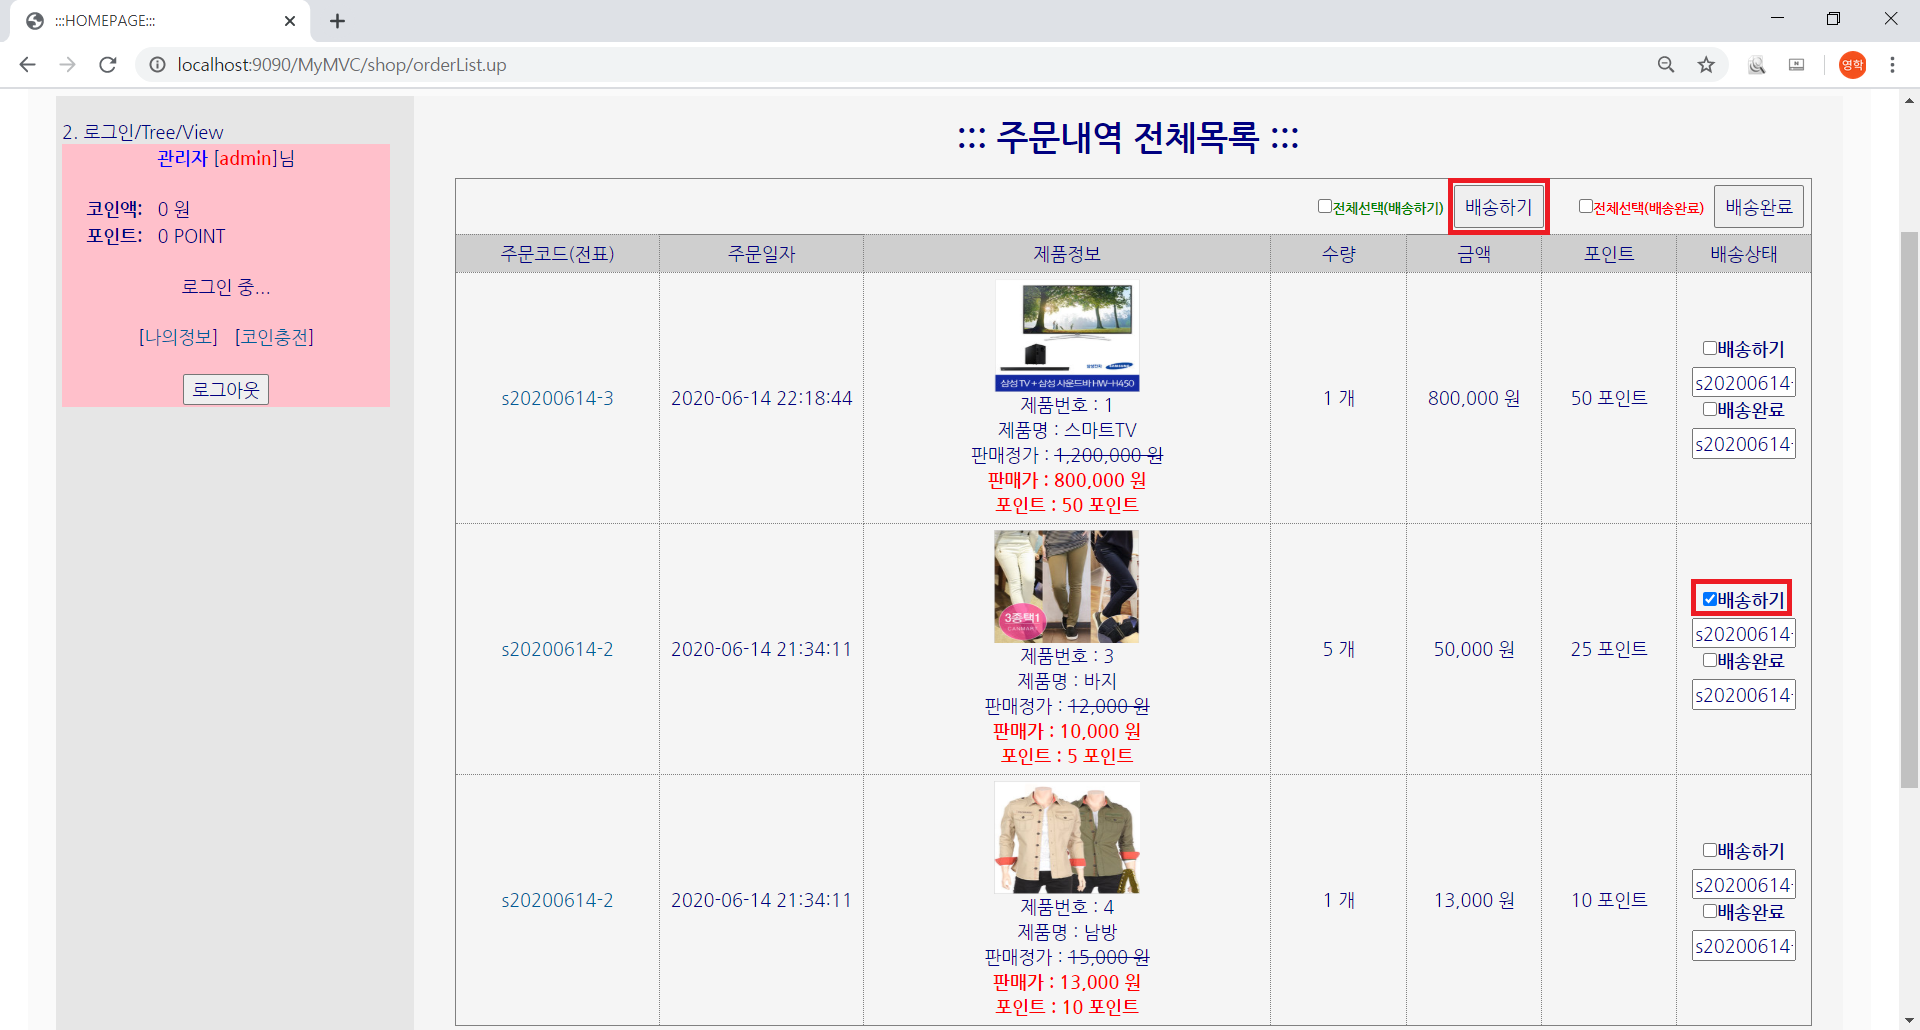 :::HOMEPAGE:::
localhost:9090/MyMVC/shop/orderList.up
영학
2. 로그인/Tree/View
관리자 [admin]님
코인액: 0 원
포인트: 0 POINT
로그인 중...
[나의정보] [코인충전]
로그아웃
::: 주문내역 전체목록 :::
전체선택(배송하기) 배송하기 전체선택(배송완료) 배송완료
주문코드(전표) 주문일자 제품정보 수량 금액 포인트 배송상태
삼성전자 SAMSUNG
삼성 TV + 삼성 사운드바 HW-H450
s20200614-3 2020-06-14 22:18:44
제품번호 : 1
제품명 : 스마트TV
판매정가 : 1,200,000 원
판매가 : 800,000 원
포인트 : 50 포인트
1 개 800,000 원 50 포인트
배송하기
s20200614-
배송완료
s20200614-
3종택1
CANMART
s20200614-2 2020-06-14 21:34:11
제품번호 : 3
제품명 : 바지
판매정가 : 12,000 원
판매가 : 10,000 원
포인트 : 5 포인트
5 개 50,000 원 25 포인트
배송하기
s20200614-
배송완료
s20200614-
s20200614-2 2020-06-14 21:34:11
제품번호 : 4
제품명 : 남방
판매정가 : 15,000 원
판매가 : 13,000 원
포인트 : 10 포인트
1 개 13,000 원 10 포인트
배송하기
s20200614-
배송완료
s20200614-